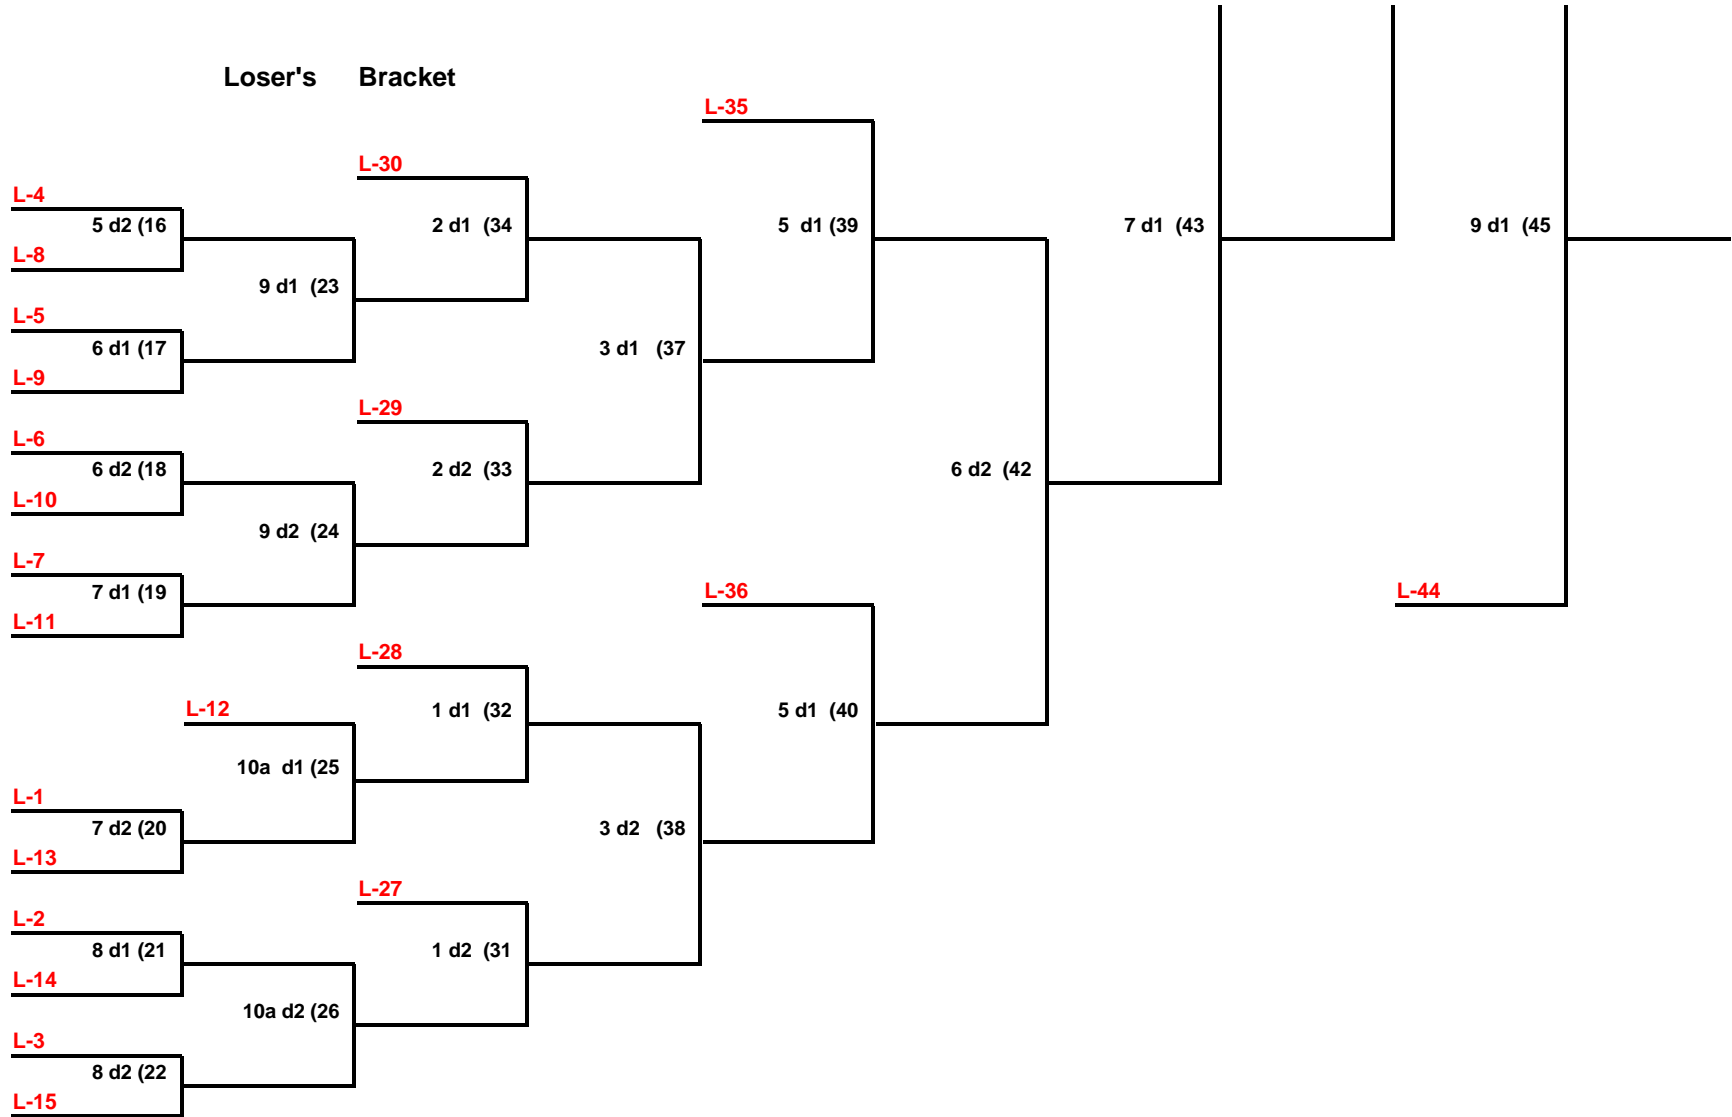 Loser's Bracket
L-35
L-30
L-4
5 d2 (16
2 d1 (34
5 d1 (39
7 d1 (43
9 d1 (45
L-8
9 d1 (23
L-5
6 d1 (17
3 d1 (37
L-9
L-29
L-6
6 d2 (18
2 d2 (33
6 d2 (42
L-10
9 d2 (24
L-7
7 d1 (19
L-36
L-44
L-11
L-28
L-12
1 d1 (32
5 d1 (40
10a d1 (25
L-1
7 d2 (20
3 d2 (38
L-13
L-27
L-2
8 d1 (21
1 d2 (31
L-14
10a d2 (26
L-3
8 d2 (22
L-15